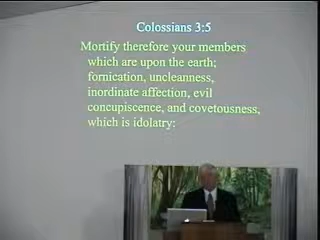 Colossians 3:5
Mortify therefore your members
which are upon the earth;
fornication, uncleanness,
inordinate affection, evil
concupiscence, and covetousness,
which is idolatry: